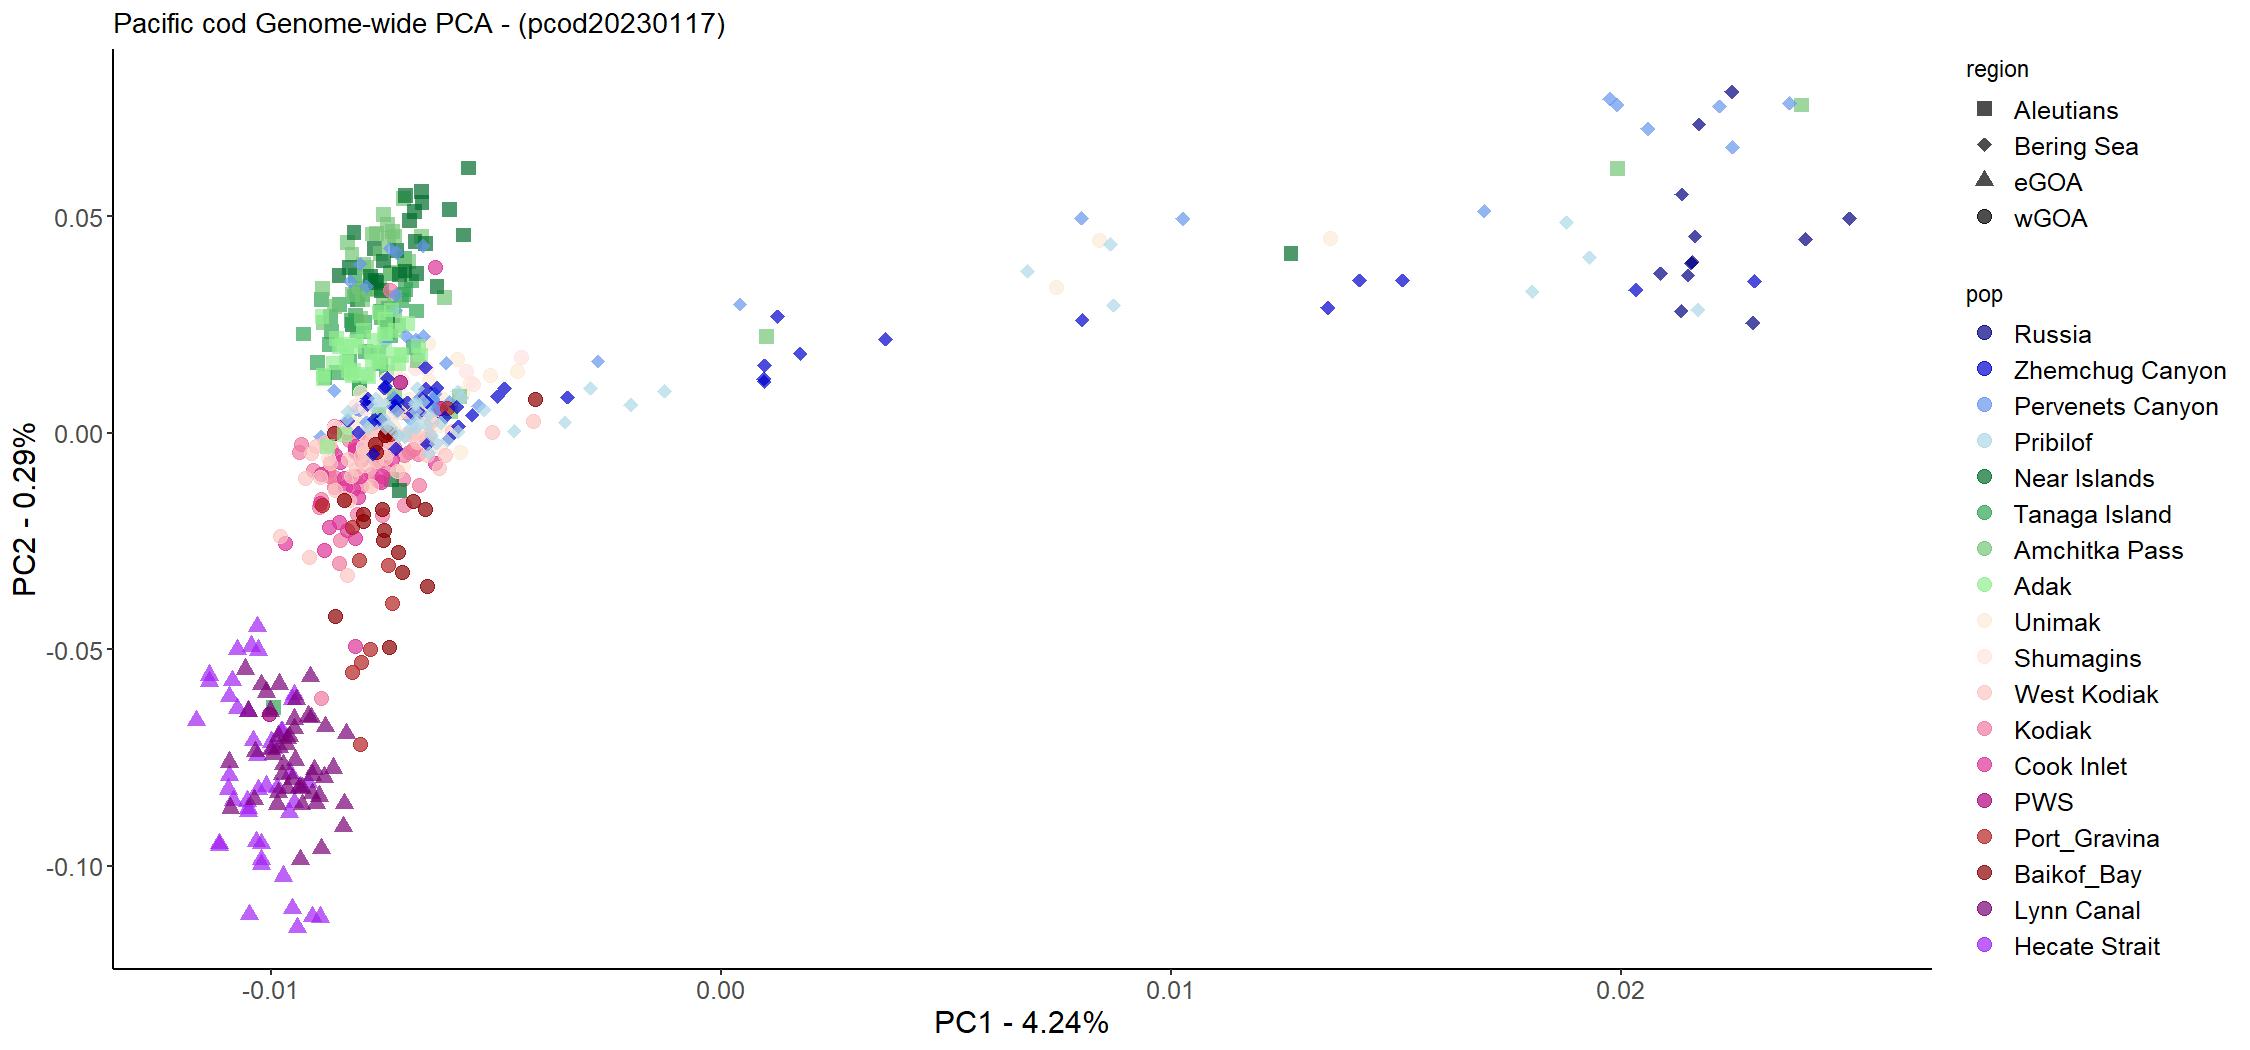 Pacific cod Genome-wide PCA - (pcod20230117)
PC2 - 0.29%
0.05
0.00
-0.05
-0.10
-0.01
0.00
0.01
0.02
PC1 - 4.24%
region
Aleutians
Bering Sea
eGOA
wGOA
pop
Russia
Zhemchug Canyon
Pervenets Canyon
Pribilof
Near Islands
Tanaga Island
Amchitka Pass
Adak
Unimak
Shumagins
West Kodiak
Kodiak
Cook Inlet
PWS
Port_Gravina
Baikof_Bay
Lynn Canal
Hecate Strait